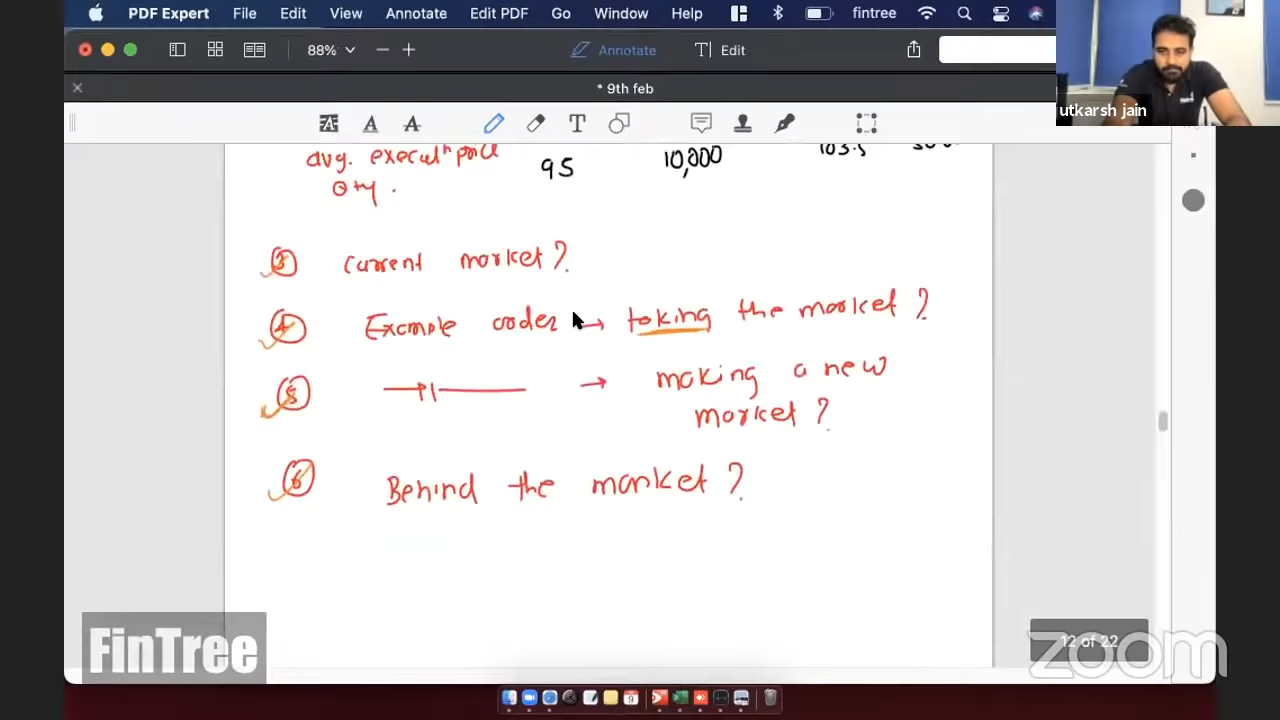 PDF Expert File Edit View Annotate Edit PDF Go Window Help fintree
88% Annotate T Edit
utkarsh jain
* 9th feb
avg. execution price 95 10,000 103.5
Qty.
3 Current market?
4 Example order → taking the market?
5 → making a new
market?
6 Behind the market?
FinTree
12 of 22
zoom